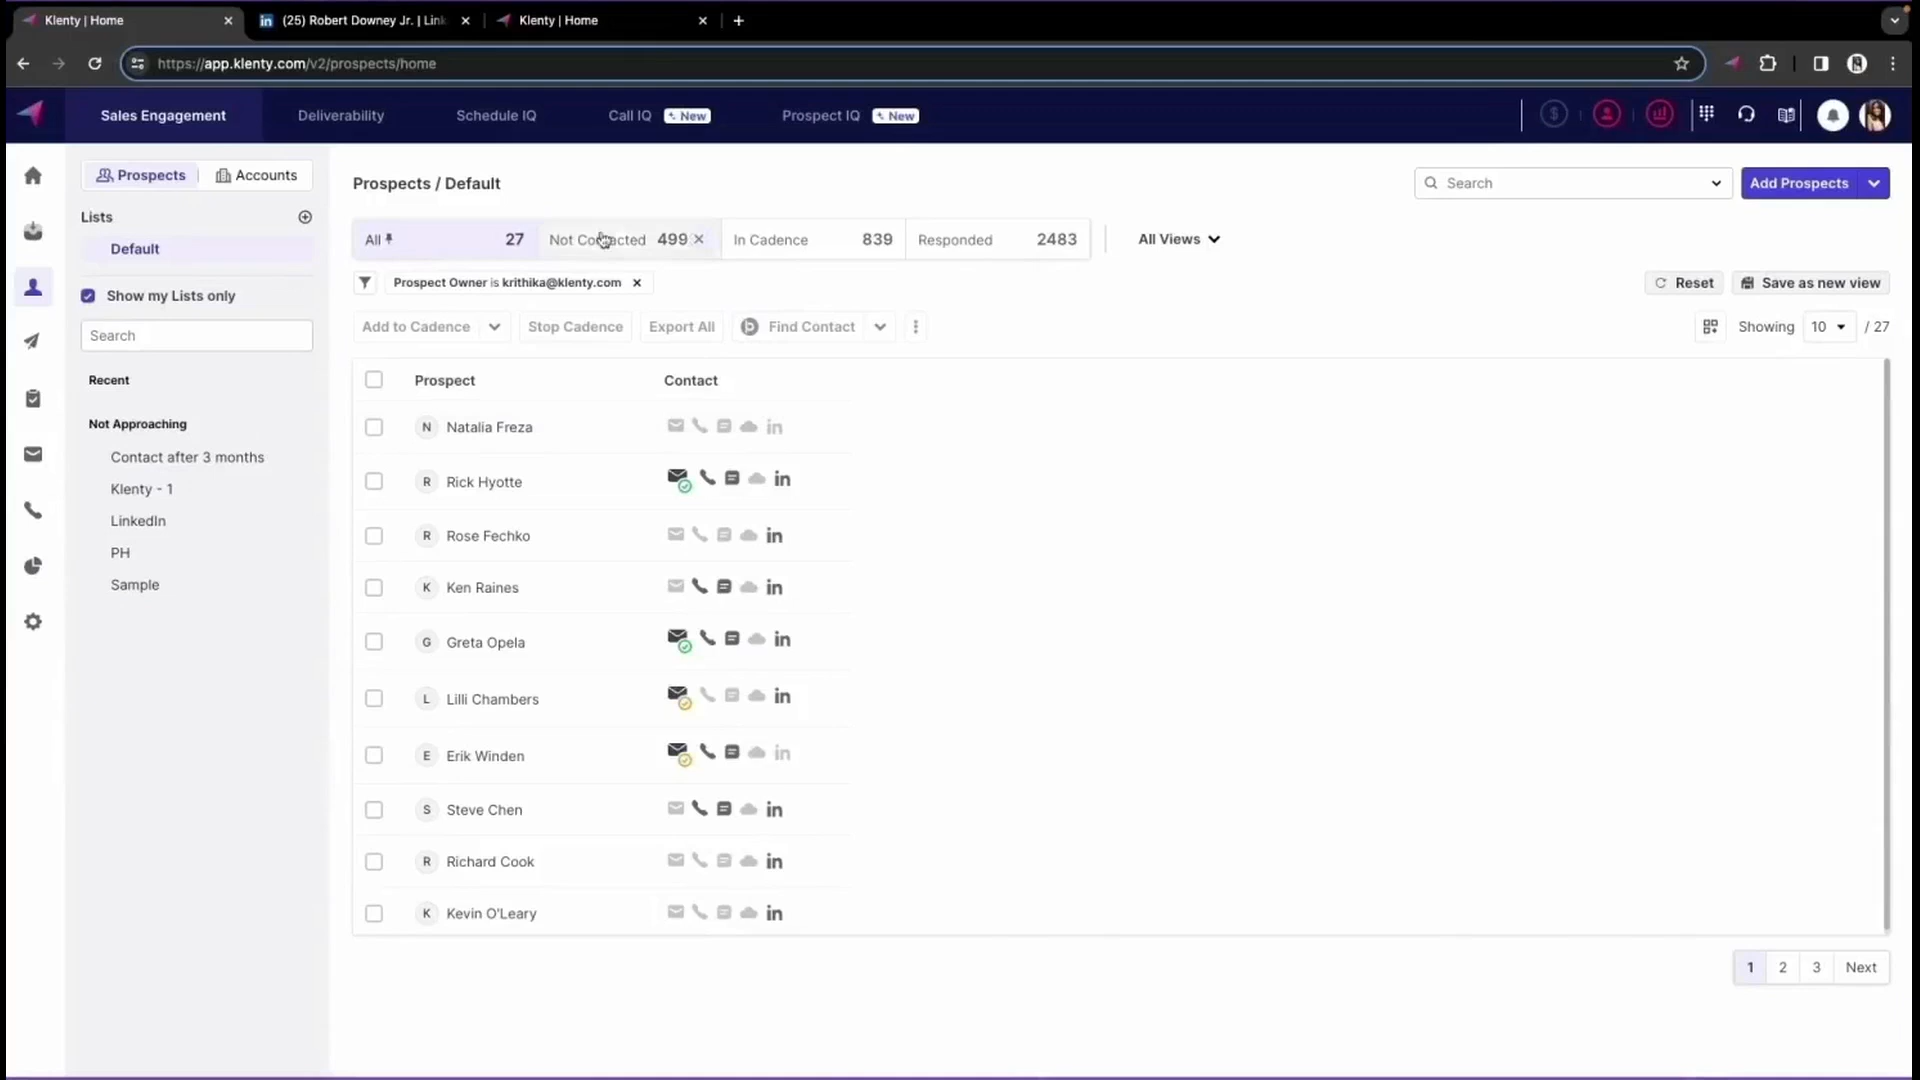 Klenty | Home
(25) Robert Downey Jr. | Link
Klenty | Home
https://app.klenty.com/v2/prospects/home
Sales Engagement
Deliverability
Schedule IQ
Call IQ
New
Prospect IQ
New
Prospects
Accounts
Lists
Default
Show my Lists only
Search
Recent
Not Approaching
Contact after 3 months
Klenty - 1
LinkedIn
PH
Sample
Prospects / Default
Search
Add Prospects
All 27
Not Contacted 499
In Cadence 839
Responded 2483
All Views
Prospect Owner is krithika@klenty.com
Reset
Save as new view
Add to Cadence
Stop Cadence
Export All
Find Contact
Showing 10 / 27
Prospect Contact
N Natalia Freza
R Rick Hyotte
R Rose Fechko
K Ken Raines
G Greta Opela
L Lilli Chambers
E Erik Winden
S Steve Chen
R Richard Cook
K Kevin O'Leary
1 2 3 Next